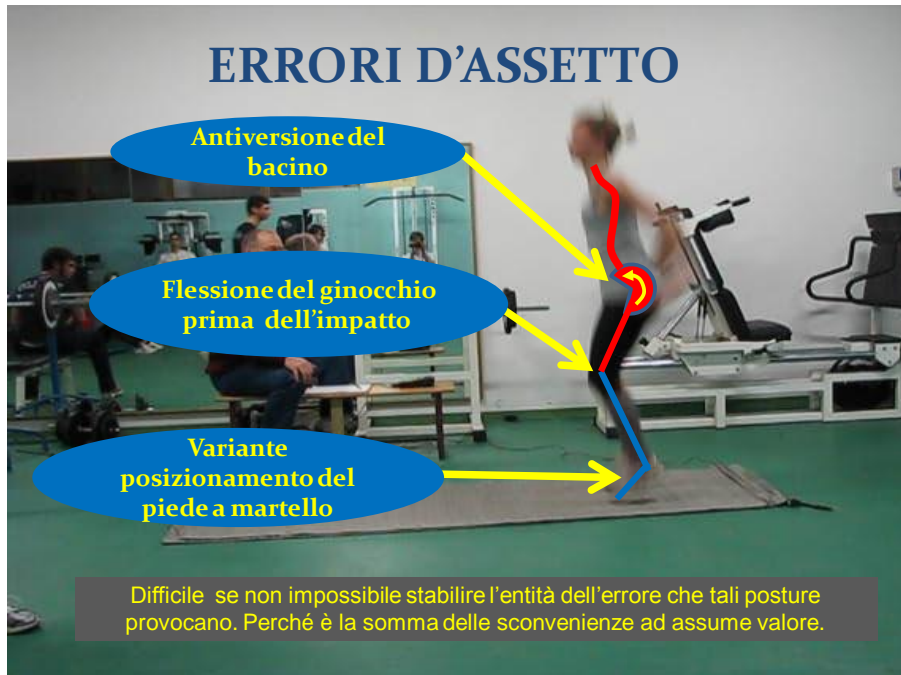 ERRORI D'ASSETTO
Antiversione del
bacino
Flessione del ginocchio
prima dell'impatto
Variante
posizionamento del
piede a martello
Difficile se non impossibile stabilire l'entità dell'errore che tali posture
provocano. Perché è la somma delle sconvenienze ad assume valore.